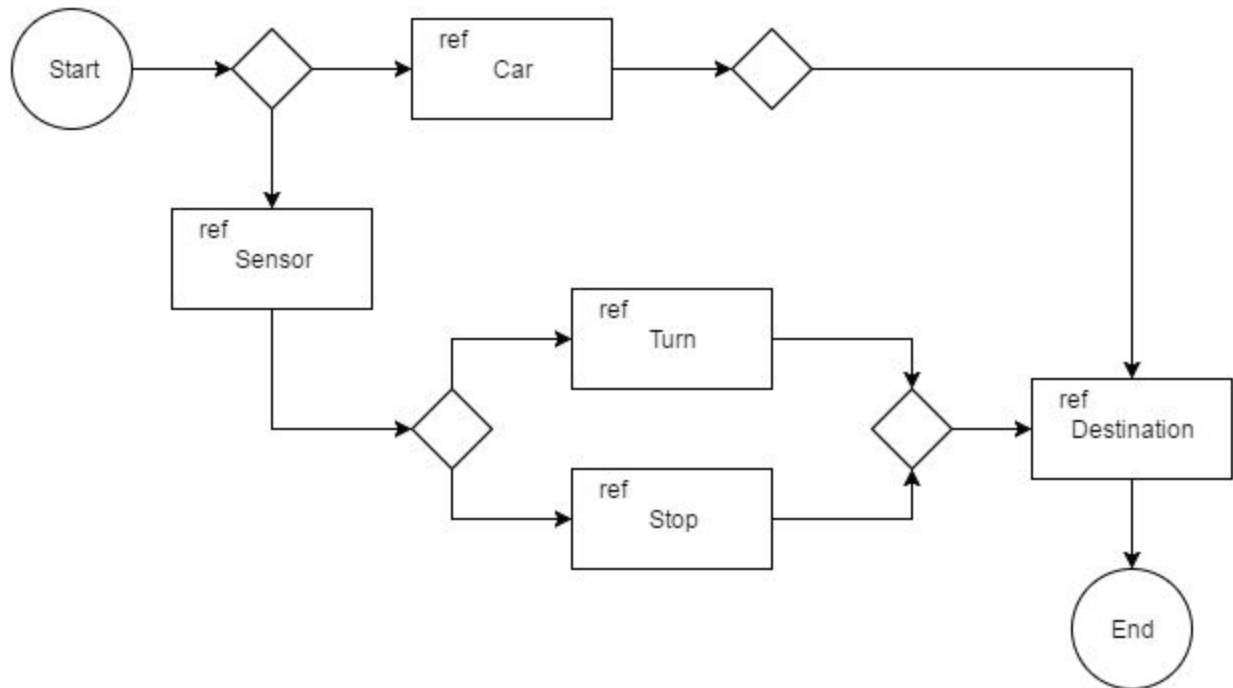 Start
ref
Car
ref
Sensor
ref
Turn
ref
Destination
ref
Stop
End